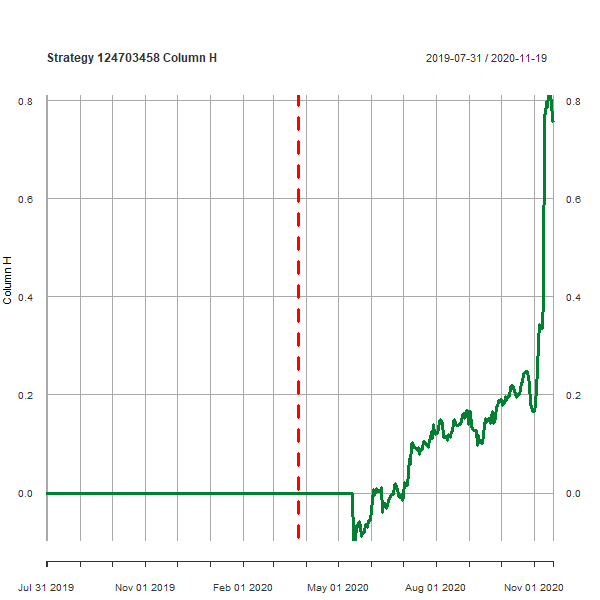 Strategy 124703458 Column H
2019-07-31 / 2020-11-19
0.8
0.8
0.6
0.6
0.4
0.4
0.2
0.2
0.0
0.0
Column H
Jul 31 2019
Nov 01 2019
Feb 01 2020
May 01 2020
Aug 01 2020
Nov 01 2020